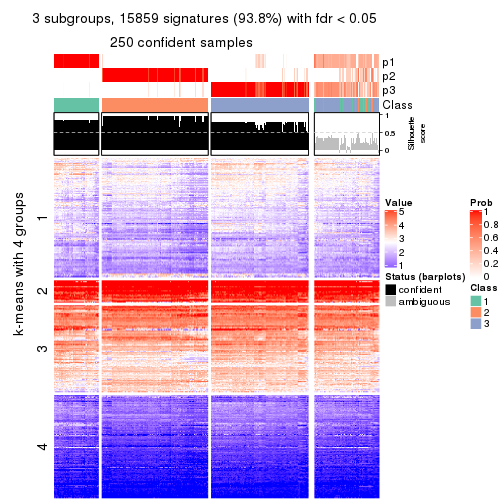 3 subgroups, 15859 signatures (93.8%) with fdr < 0.05
250 confident samples
p1
p2
p3
Class
1
0.5
0
Silhouette
score
k-means with 4 groups
1
2
3
4
Value
5
4
3
2
1
Status (barplots)
confident
ambiguous
Prob
1
0.8
0.6
0.4
0.2
0
Class
1
2
3